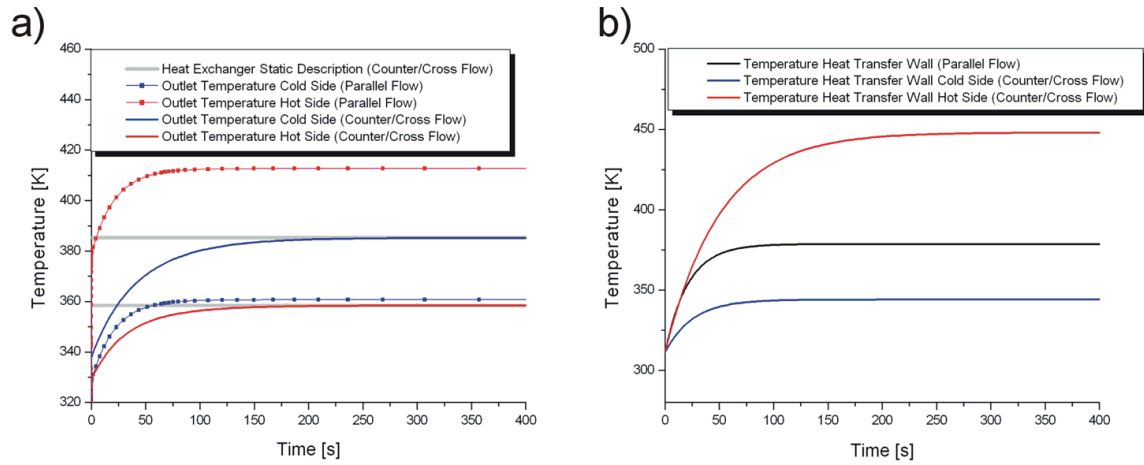 a)
460
Heat Exchanger Static Description (Counter/Cross Flow)
Outlet Temperature Cold Side (Parallel Flow)
Outlet Temperature Hot Side (Parallel Flow)
Outlet Temperature Cold Side (Counter/Cross Flow)
Outlet Temperature Hot Side (Counter/Cross Flow)
440
420
400
380
360
340
320
Temperature [K]
0 50 100 150 200 250 300 350 400
Time [s]
b)
500
Temperature Heat Transfer Wall (Parallel Flow)
Temperature Heat Transfer Wall Cold Side (Counter/Cross Flow)
Temperature Heat Transfer Wall Hot Side (Counter/Cross Flow)
450
400
350
300
Temperature [K]
0 50 100 150 200 250 300 350 400
Time [s]